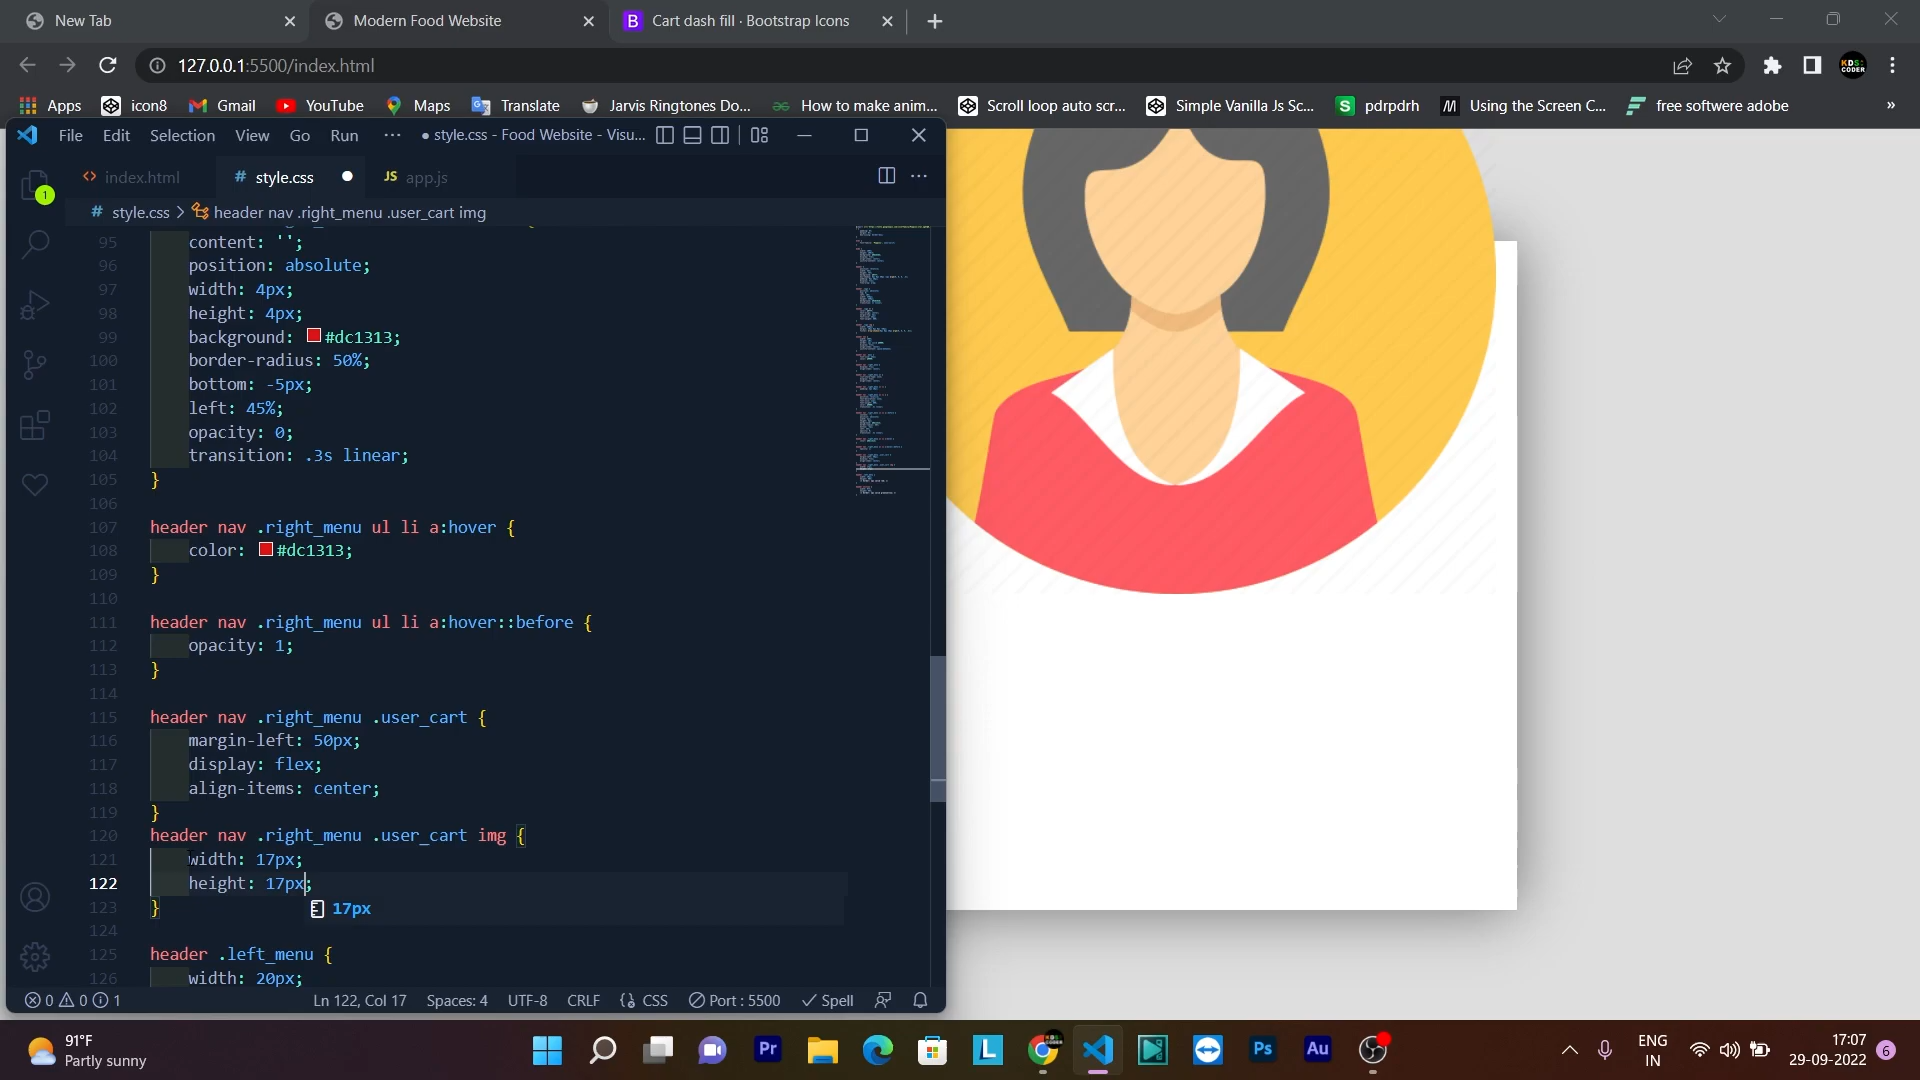 New Tab
Modern Food Website
B Cart dash fill · Bootstrap Icons
127.0.0.1:5500/index.html
KDS: CODER
Apps icon8 Gmail YouTube Maps Translate Jarvis Ringtones Do... How to make anim... Scroll loop auto scr... Simple Vanilla Js Sc... S pdrpdrh M Using the Screen C... free softwere adobe »
File Edit Selection View Go Run ··· ● style.css - Food Website - Visu...
<> index.html # style.css ● JS app.js
1
# style.css > header nav .right_menu .user_cart img
95 content: '';
96 position: absolute;
97 width: 4px;
98 height: 4px;
99 background: #dc1313;
100 border-radius: 50%;
101 bottom: -5px;
102 left: 45%;
103 opacity: 0;
104 transition: .3s linear;
105 }
106
107 header nav .right_menu ul li a:hover {
108 color: #dc1313;
109 }
110
111 header nav .right_menu ul li a:hover::before {
112 opacity: 1;
113 }
114
115 header nav .right_menu .user_cart {
116 margin-left: 50px;
117 display: flex;
118 align-items: center;
119 }
120 header nav .right_menu .user_cart img {
121 width: 17px;
122 height: 17px;
123 }
17px
124
125 header .left_menu {
126 width: 20px;
0 0 1 Ln 122, Col 17 Spaces: 4 UTF-8 CRLF CSS Port : 5500 Spell
91°F
Partly sunny
Pr L Ps Au
ENG
IN
17:07
29-09-2022
6